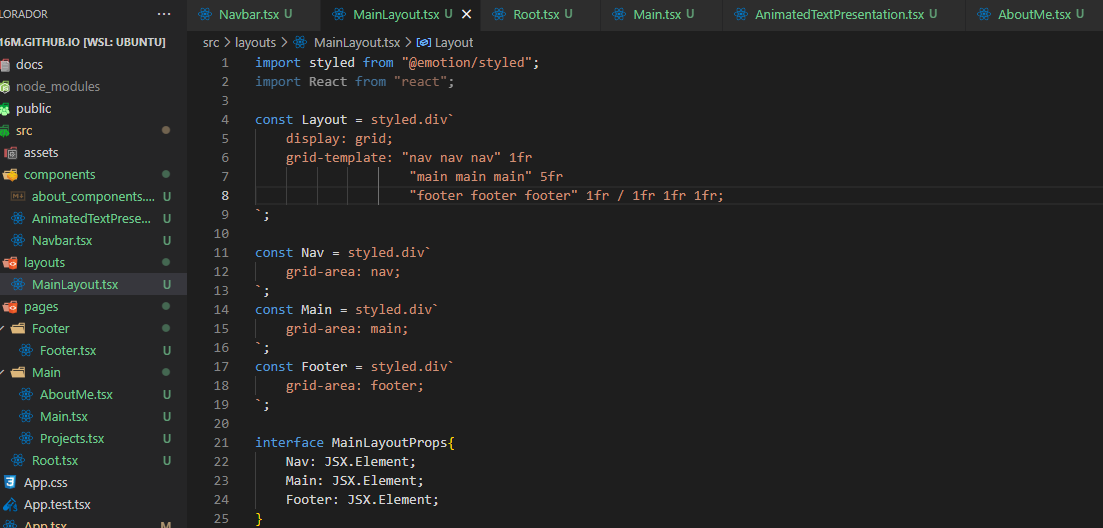 LORADOR ···
Navbar.tsx U
MainLayout.tsx U
Root.tsx U
Main.tsx U
AnimatedTextPresentation.tsx U
AboutMe.tsx U
16M.GITHUB.IO [WSL: UBUNTU]
docs
node_modules
public
src
assets
components
about_components.... U
AnimatedTextPrese... U
Navbar.tsx U
layouts
MainLayout.tsx U
pages
Footer
Footer.tsx U
Main
AboutMe.tsx U
Main.tsx U
Projects.tsx U
Root.tsx U
App.css
App.test.tsx
App.tsx M
src > layouts > MainLayout.tsx > Layout
1 import styled from "@emotion/styled";
2 import React from "react";
3
4 const Layout = styled.div`
5 display: grid;
6 grid-template: "nav nav nav" 1fr
7 "main main main" 5fr
8 "footer footer footer" 1fr / 1fr 1fr 1fr;
9 `;
10
11 const Nav = styled.div`
12 grid-area: nav;
13 `;
14 const Main = styled.div`
15 grid-area: main;
16 `;
17 const Footer = styled.div`
18 grid-area: footer;
19 `;
20
21 interface MainLayoutProps{
22 Nav: JSX.Element;
23 Main: JSX.Element;
24 Footer: JSX.Element;
25 }